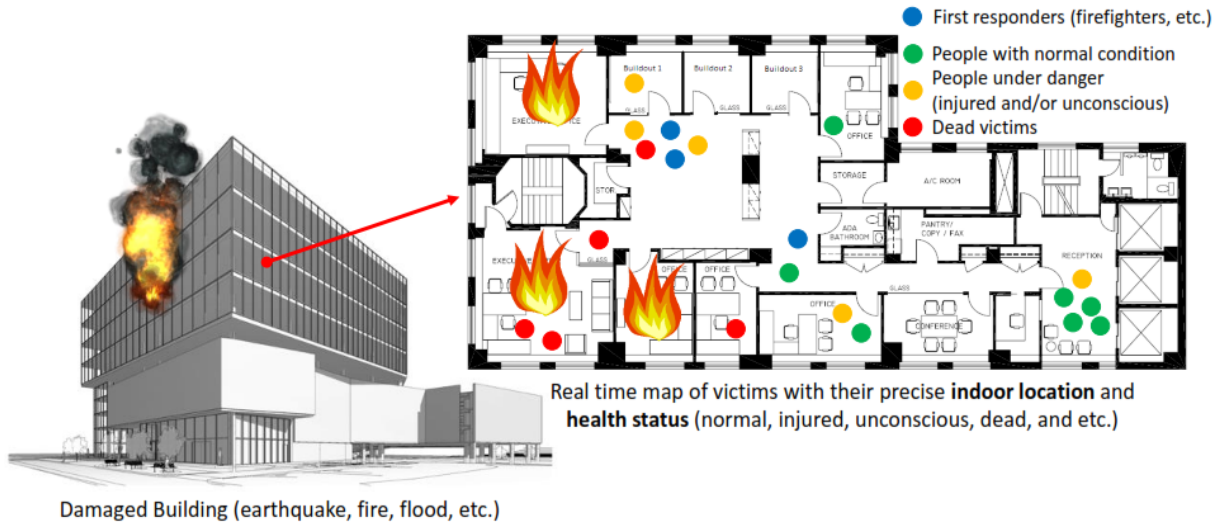 First responders (firefighters, etc.)
People with normal condition
People under danger
(injured and/or unconscious)
Dead victims
Buildout 1
Buildout 2
Buildout 3
GLASS
GLASS
GLASS
OFFICE
STORAGE
A/C ROOM
STOR
ADA
BATHROOM
PANTRY/
COPY / FAX
RECEPTION
GLASS
OFFICE
OFFICE
GLASS
OFFICE
CONFERENCE
Real time map of victims with their precise indoor location and
health status (normal, injured, unconscious, dead, and etc.)
Damaged Building (earthquake, fire, flood, etc.)